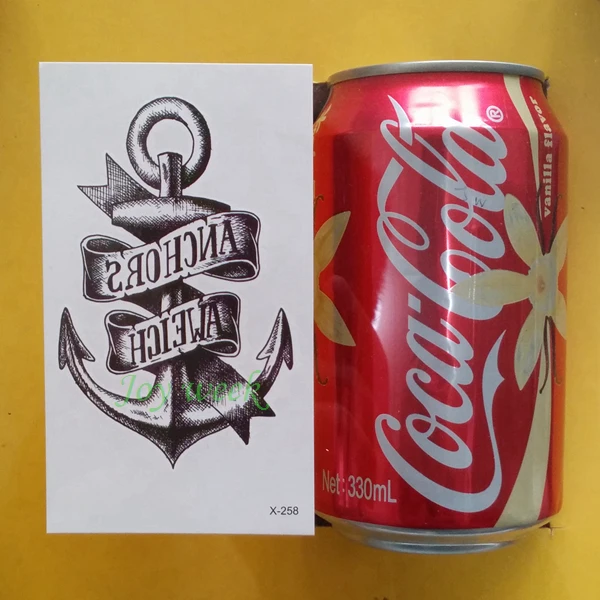 ANCHORS
AWEIGH
Joy week
X-258
Coca-Cola®
vanilla flavor
Net:330mL